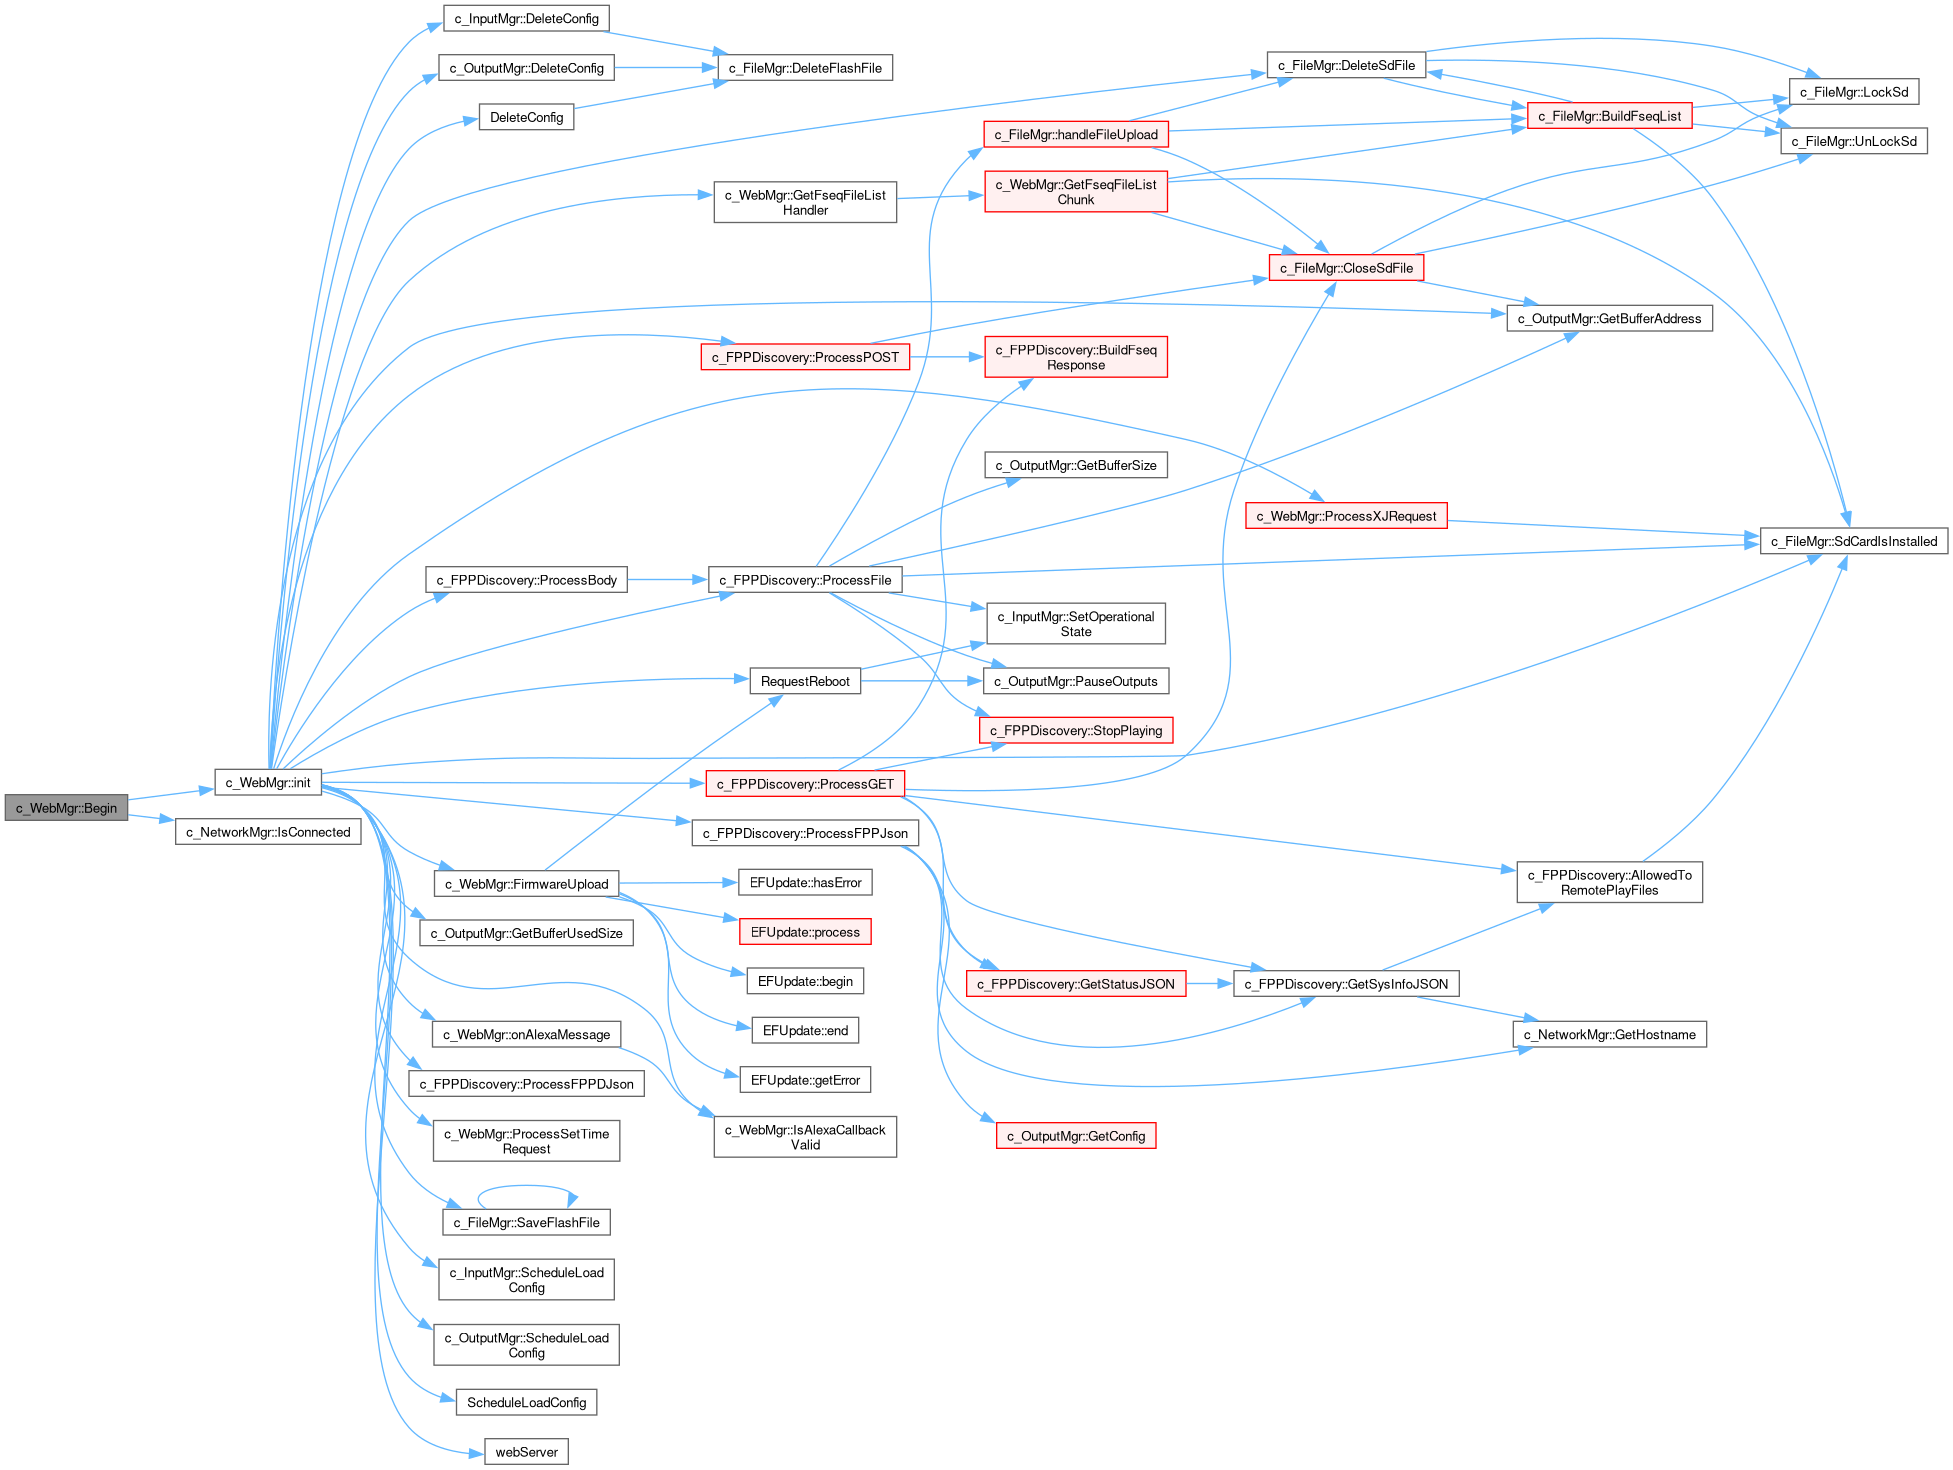 c_InputMgr::DeleteConfig
c_OutputMgr::DeleteConfig
c_FileMgr::DeleteFlashFile
DeleteConfig
c_FileMgr::DeleteSdFile
c_FileMgr::LockSd
c_FileMgr::BuildFseqList
c_FileMgr::UnLockSd
c_FileMgr::handleFileUpload
c_WebMgr::GetFseqFileList
Handler
c_WebMgr::GetFseqFileList
Chunk
c_FileMgr::CloseSdFile
c_OutputMgr::GetBufferAddress
c_FPPDiscovery::ProcessPOST
c_FPPDiscovery::BuildFseq
Response
c_OutputMgr::GetBufferSize
c_WebMgr::ProcessXJRequest
c_FileMgr::SdCardIsInstalled
c_FPPDiscovery::ProcessBody
c_FPPDiscovery::ProcessFile
c_InputMgr::SetOperational
State
RequestReboot
c_OutputMgr::PauseOutputs
c_FPPDiscovery::StopPlaying
c_WebMgr::init
c_FPPDiscovery::ProcessGET
c_WebMgr::Begin
c_NetworkMgr::IsConnected
c_FPPDiscovery::ProcessFPPJson
c_WebMgr::FirmwareUpload
EFUpdate::hasError
c_FPPDiscovery::AllowedTo
RemotePlayFiles
c_OutputMgr::GetBufferUsedSize
EFUpdate::process
EFUpdate::begin
c_FPPDiscovery::GetStatusJSON
c_FPPDiscovery::GetSysInfoJSON
c_WebMgr::onAlexaMessage
EFUpdate::end
c_NetworkMgr::GetHostname
c_FPPDiscovery::ProcessFPPDJson
EFUpdate::getError
c_WebMgr::ProcessSetTime
Request
c_WebMgr::IsAlexaCallback
Valid
c_OutputMgr::GetConfig
c_FileMgr::SaveFlashFile
c_InputMgr::ScheduleLoad
Config
c_OutputMgr::ScheduleLoad
Config
ScheduleLoadConfig
webServer